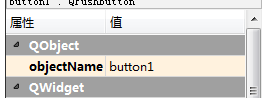 button1 : QPushButton
属性 值
QObject
objectName button1
QWidget